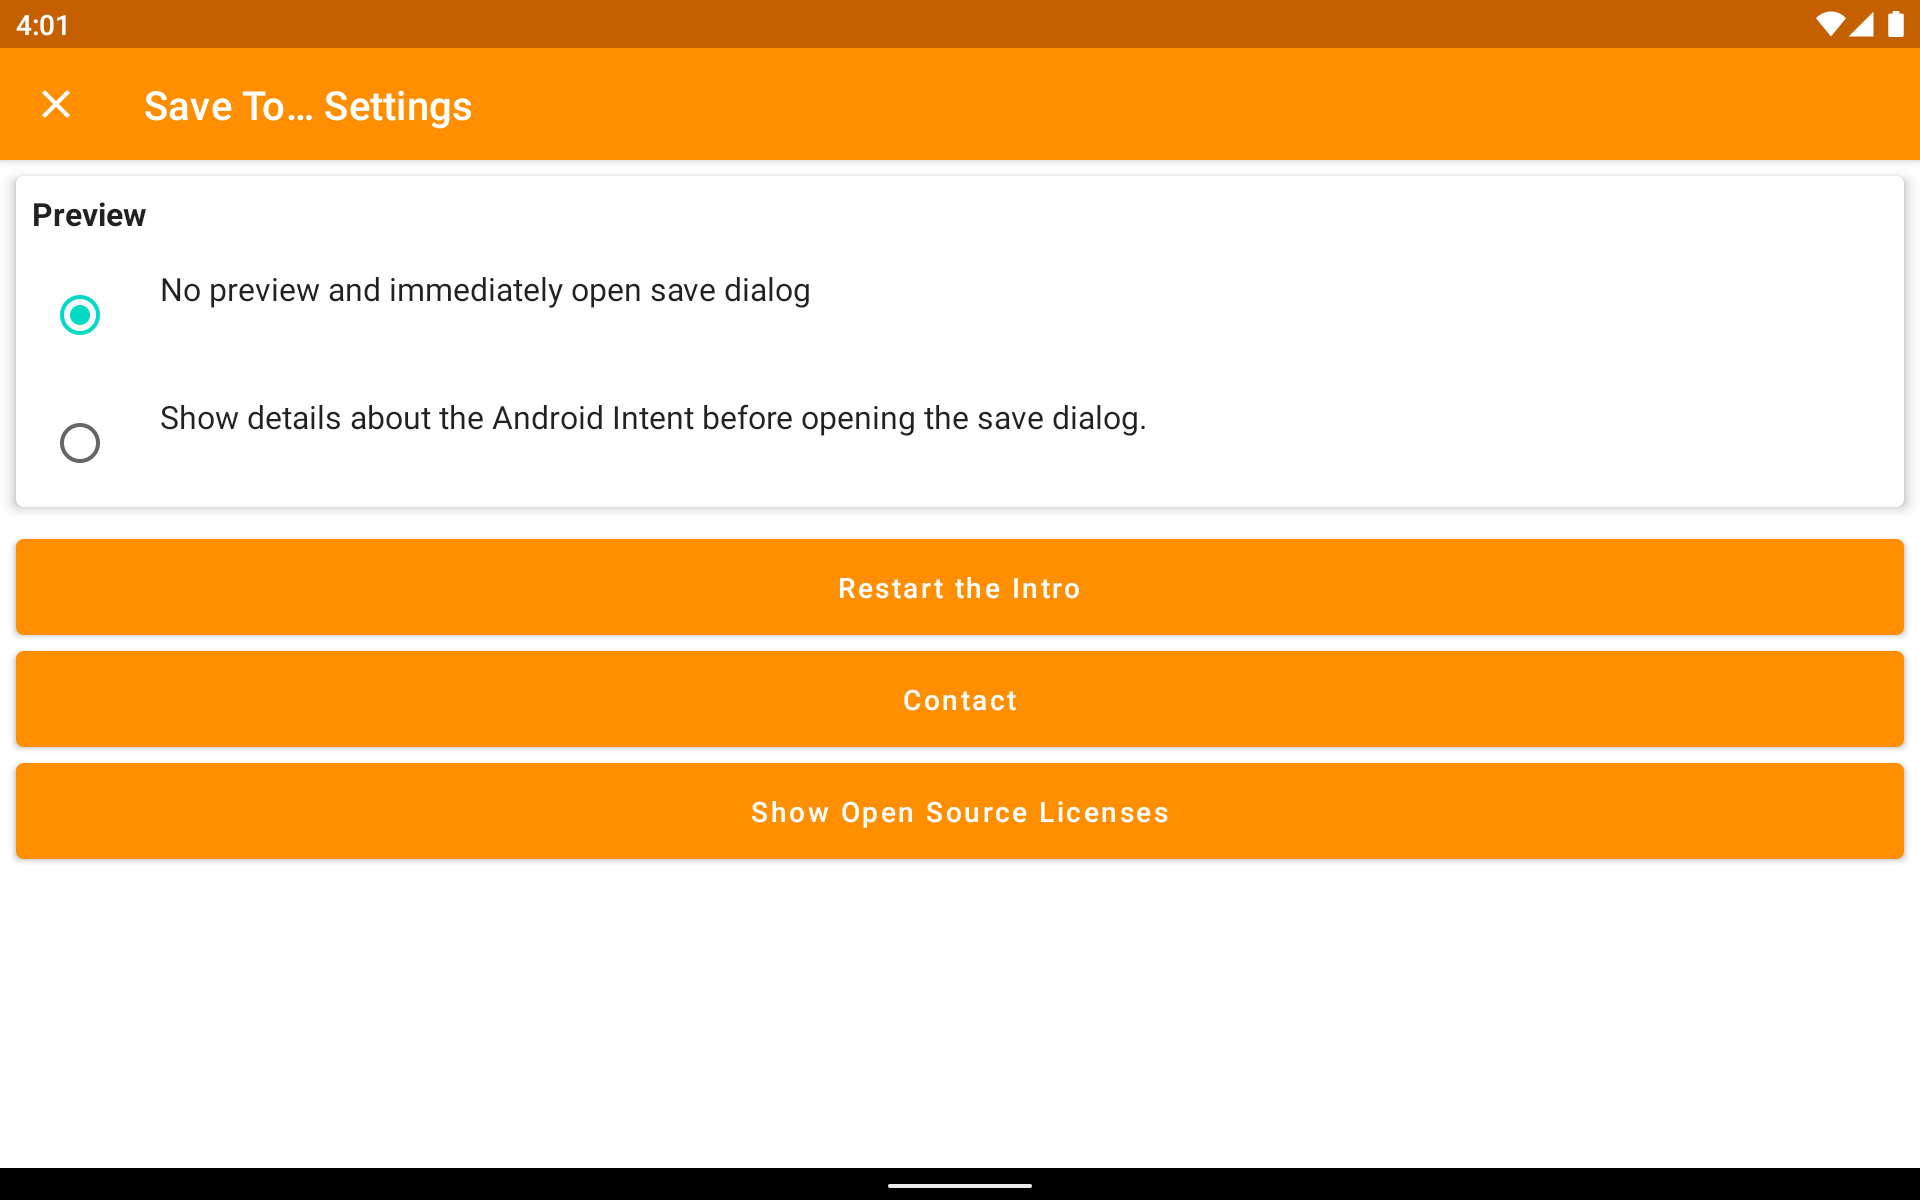 4:01
Save To… Settings
Preview
No preview and immediately open save dialog
Show details about the Android Intent before opening the save dialog.
Restart the Intro
Contact
Show Open Source Licenses